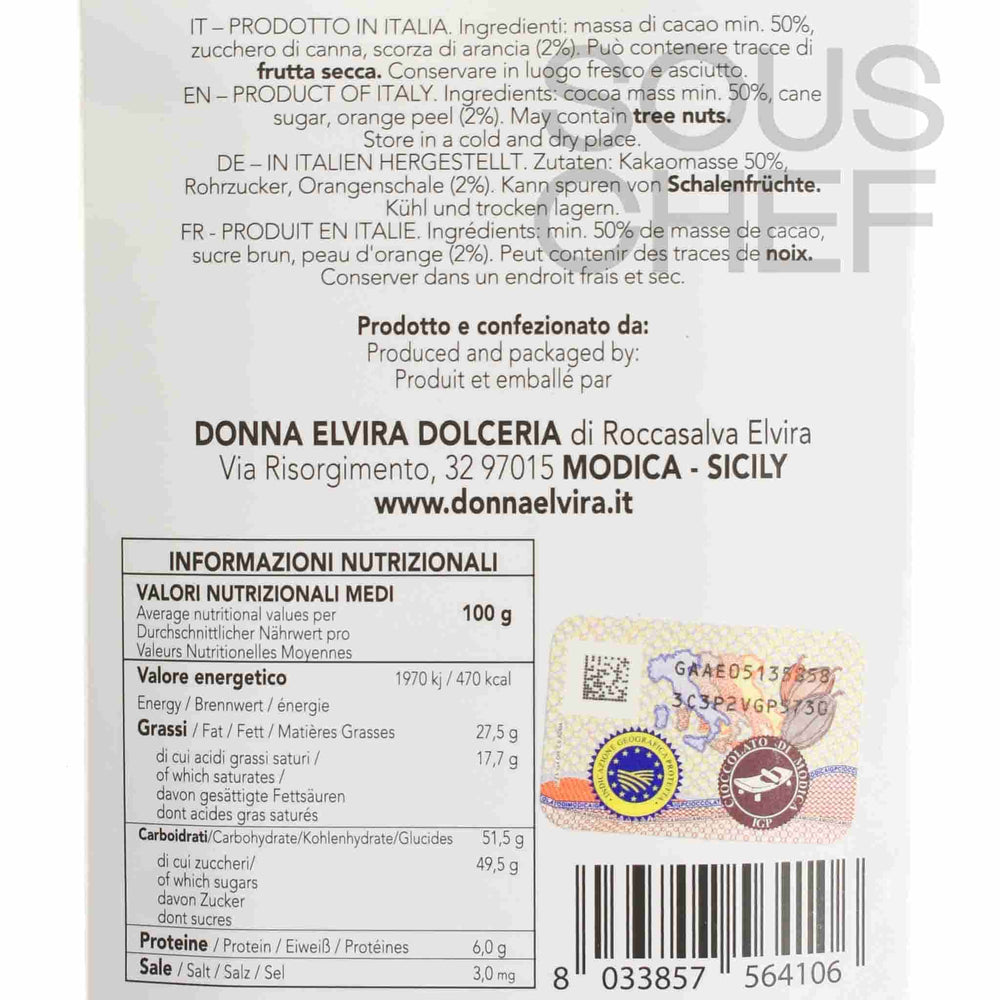 IT – PRODOTTO IN ITALIA. Ingredienti: massa di cacao min. 50%,
zucchero di canna, scorza di arancia (2%). Può contenere tracce di
frutta secca. Conservare in luogo fresco e asciutto.
EN – PRODUCT OF ITALY. Ingredients: cocoa mass min. 50%, cane
sugar, orange peel (2%). May contain tree nuts.
Store in a cold and dry place.
DE – IN ITALIEN HERGESTELLT. Zutaten: Kakaomasse 50%,
Rohrzucker, Orangenschale (2%). Kann spuren von Schalenfrüchte.
Kühl und trocken lagern.
FR - PRODUIT EN ITALIE. Ingrédients: min. 50% de masse de cacao,
sucre brun, peau d'orange (2%). Peut contenir des traces de noix.
Conserver dans un endroit frais et sec.
SOUS
CHEF
Prodotto e confezionato da:
Produced and packaged by:
Produit et emballé par
DONNA ELVIRA DOLCERIA di Roccasalva Elvira
Via Risorgimento, 32 97015 MODICA - SICILY
www.donnaelvira.it
INFORMAZIONI NUTRIZIONALI
VALORI NUTRIZIONALI MEDI
Average nutritional values per 100 g
Durchschnittlicher Nährwert pro
Valeurs Nutritionelles Moyennes
Valore energetico 1970 kj / 470 kcal
Energy / Brennwert / énergie
Grassi / Fat / Fett / Matières Grasses 27,5 g
di cui acidi grassi saturi / 17,7 g
of which saturates /
davon gesättigte Fettsäuren
dont acides gras saturés
Carboidrati/Carbohydrate/Kohlenhydrate/Glucides 51,5 g
di cui zuccheri/ 49,5 g
of which sugars
davon Zucker
dont sucres
Proteine / Protein / Eiweiß / Protéines 6,0 g
Sale / Salt / Salz / Sel 3,0 mg
INDICAZIONE GEOGRAFICA PROTETTA
CIOCCOLATO DI MODICA
IGP
8 033857 564106